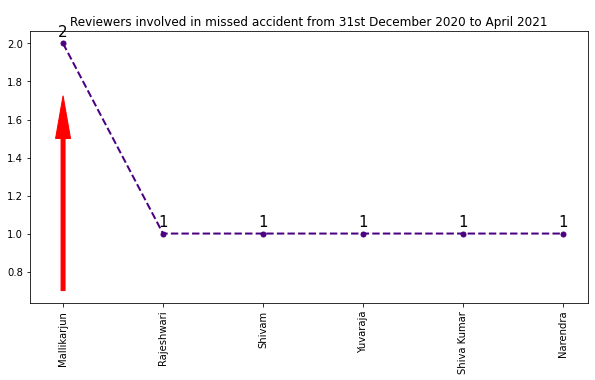 Reviewers involved in missed accident from 31st December 2020 to April 2021
2.0
1.8
1.6
1.4
1.2
1.0
0.8
2
1
1
1
1
1
Mallikarjun
Rajeshwari
Shivam
Yuvaraja
Shiva Kumar
Narendra